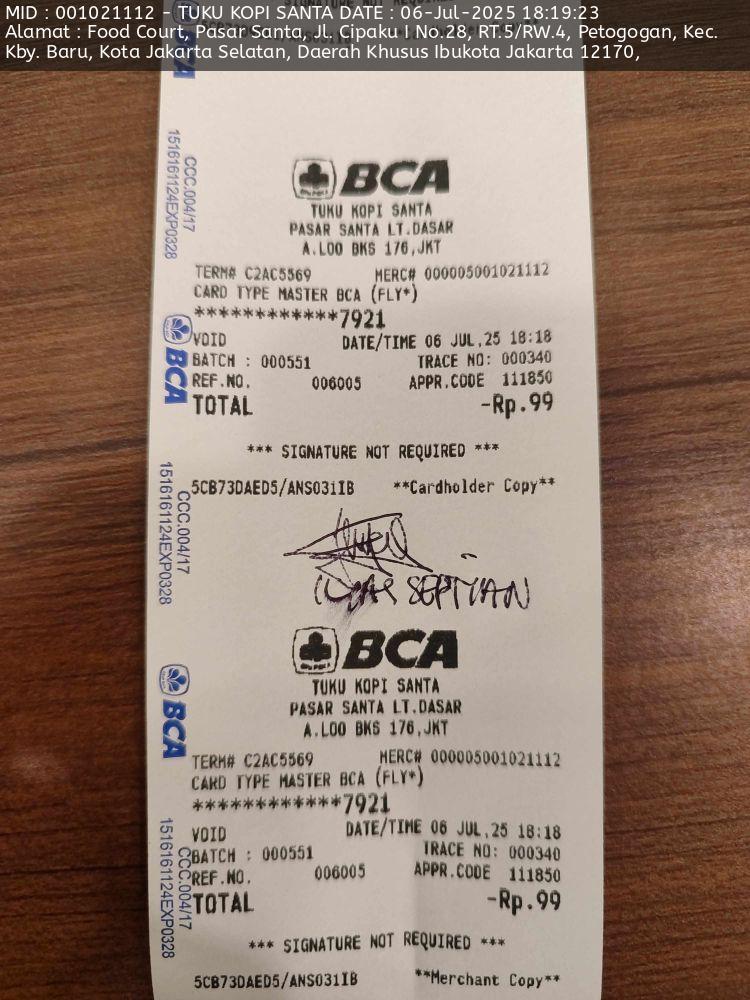 MID : 001021112 - TUKU KOPI SANTA DATE : 06-Jul-2025 18:19:23
Alamat : Food Court, Pasar Santa, JL. Cipaku I No.28, RT.5/RW.4, Petogogan, Kec.
Kby. Baru, Kota Jakarta Selatan, Daerah Khusus Ibukota Jakarta 12170,
CCC.004/17
1516161124EXP0328
BCA
TUKU KOPI SANTA
PASAR SANTA LT.DASAR
A.LOO BKS 176,JKT
TERM# C2AC5569 MERC# 000005001021112
CARD TYPE MASTER BCA (FLY*)
************7921
VOID DATE/TIME 06 JUL,25 18:18
BATCH : 000551 TRACE NO: 000340
REF.NO. 006005 APPR.CODE 111850
TOTAL -Rp.99
BCA
*** SIGNATURE NOT REQUIRED ***
5CB73DAED5/ANS031IB **Cardholder Copy**
CCC.004/17
1516161124EXP0328
SEPTIAN
BCA
TUKU KOPI SANTA
PASAR SANTA LT.DASAR
A.LOO BKS 176,JKT
BCA
TERM# C2AC5569 MERC# 000005001021112
CARD TYPE MASTER BCA (FLY*)
************7921
VOID DATE/TIME 06 JUL,25 18:18
BATCH : 000551 TRACE NO: 000340
REF.NO. 006005 APPR.CODE 111850
TOTAL -Rp.99
CCC.004/17
1516161124EXP0328
*** SIGNATURE NOT REQUIRED ***
5CB73DAED5/ANS031IB **Merchant Copy**